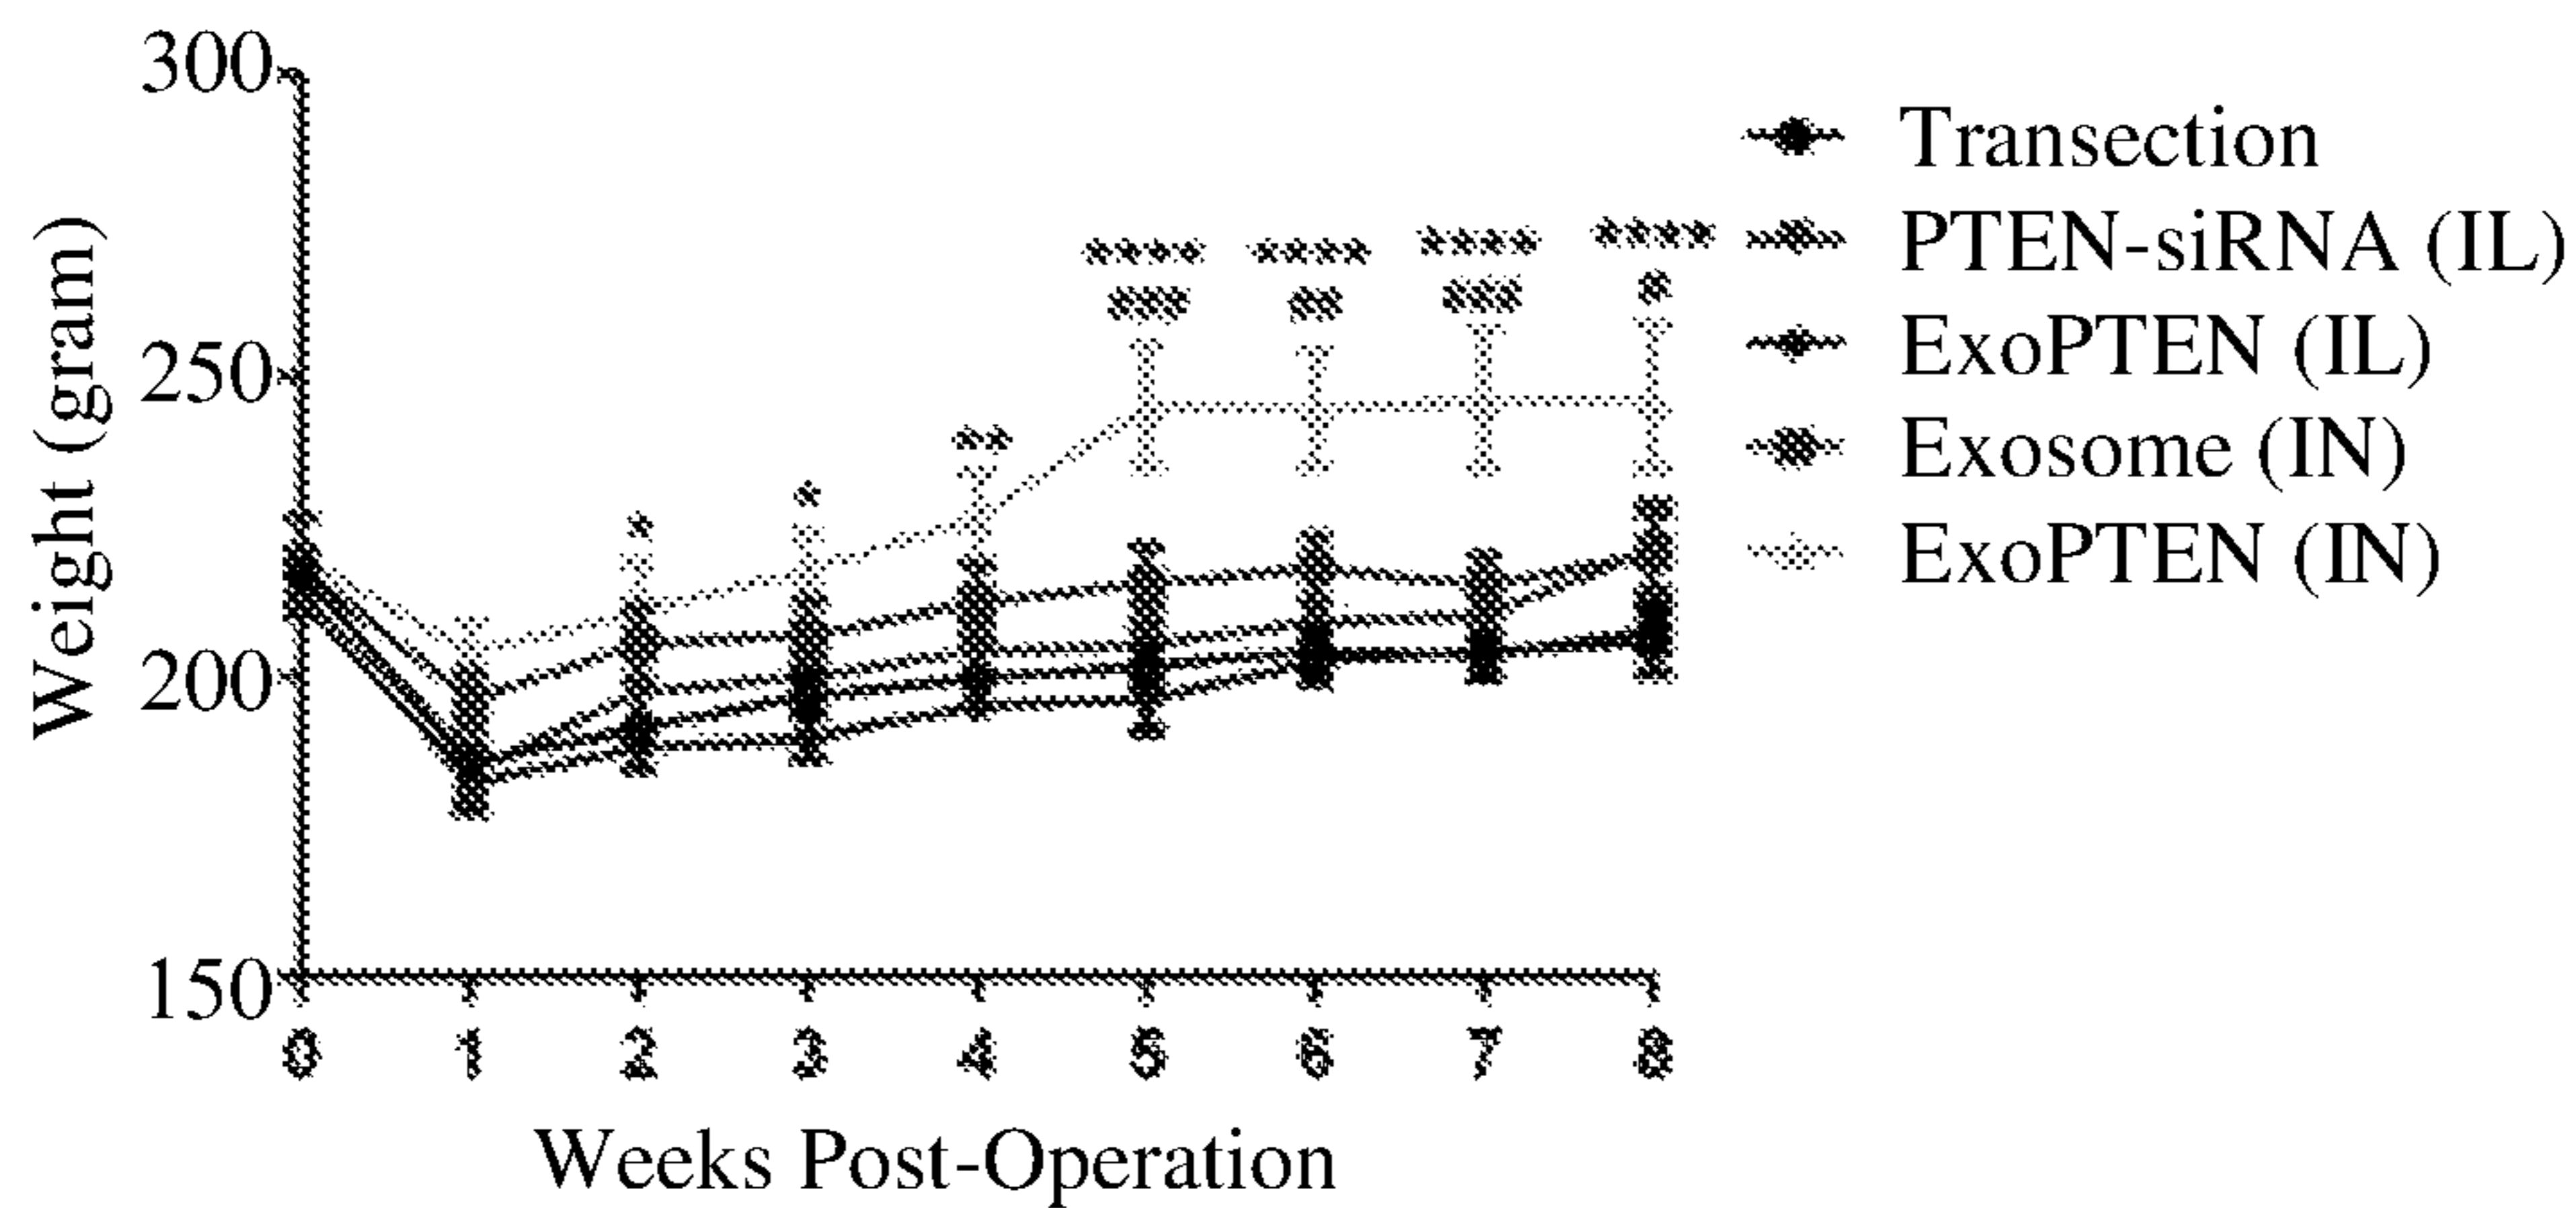 300
250
200
150
Weight (gram)
0 1 2 3 4 5 6 7 8
Weeks Post-Operation
**** **** **** ****
*
**
*
*
Transection
PTEN-siRNA (IL)
ExoPTEN (IL)
Exosome (IN)
ExoPTEN (IN)